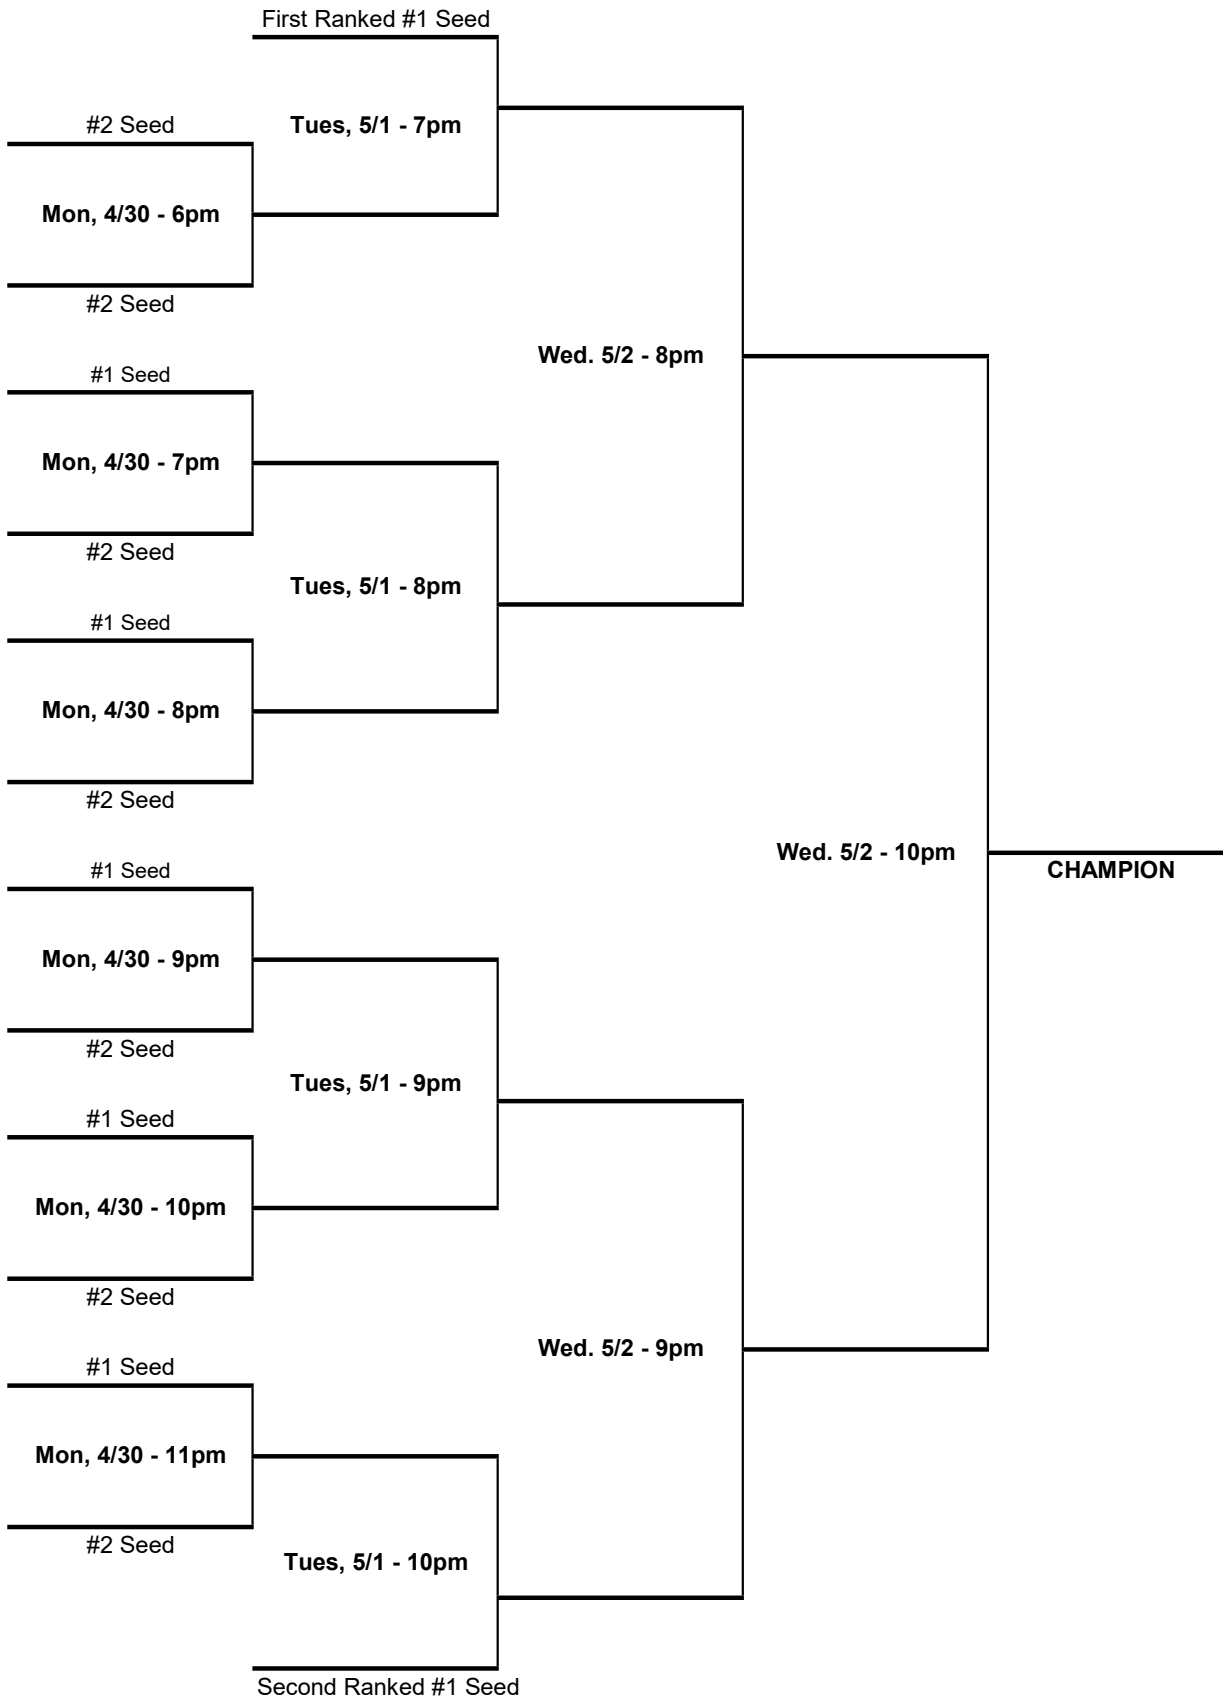 First Ranked #1 Seed
#2 Seed
Tues, 5/1 - 7pm
Mon, 4/30 - 6pm
#2 Seed
Wed. 5/2 - 8pm
#1 Seed
Mon, 4/30 - 7pm
#2 Seed
Tues, 5/1 - 8pm
#1 Seed
Mon, 4/30 - 8pm
#2 Seed
Wed. 5/2 - 10pm
CHAMPION
#1 Seed
Mon, 4/30 - 9pm
#2 Seed
Tues, 5/1 - 9pm
#1 Seed
Mon, 4/30 - 10pm
#2 Seed
Wed. 5/2 - 9pm
#1 Seed
Mon, 4/30 - 11pm
#2 Seed
Tues, 5/1 - 10pm
Second Ranked #1 Seed